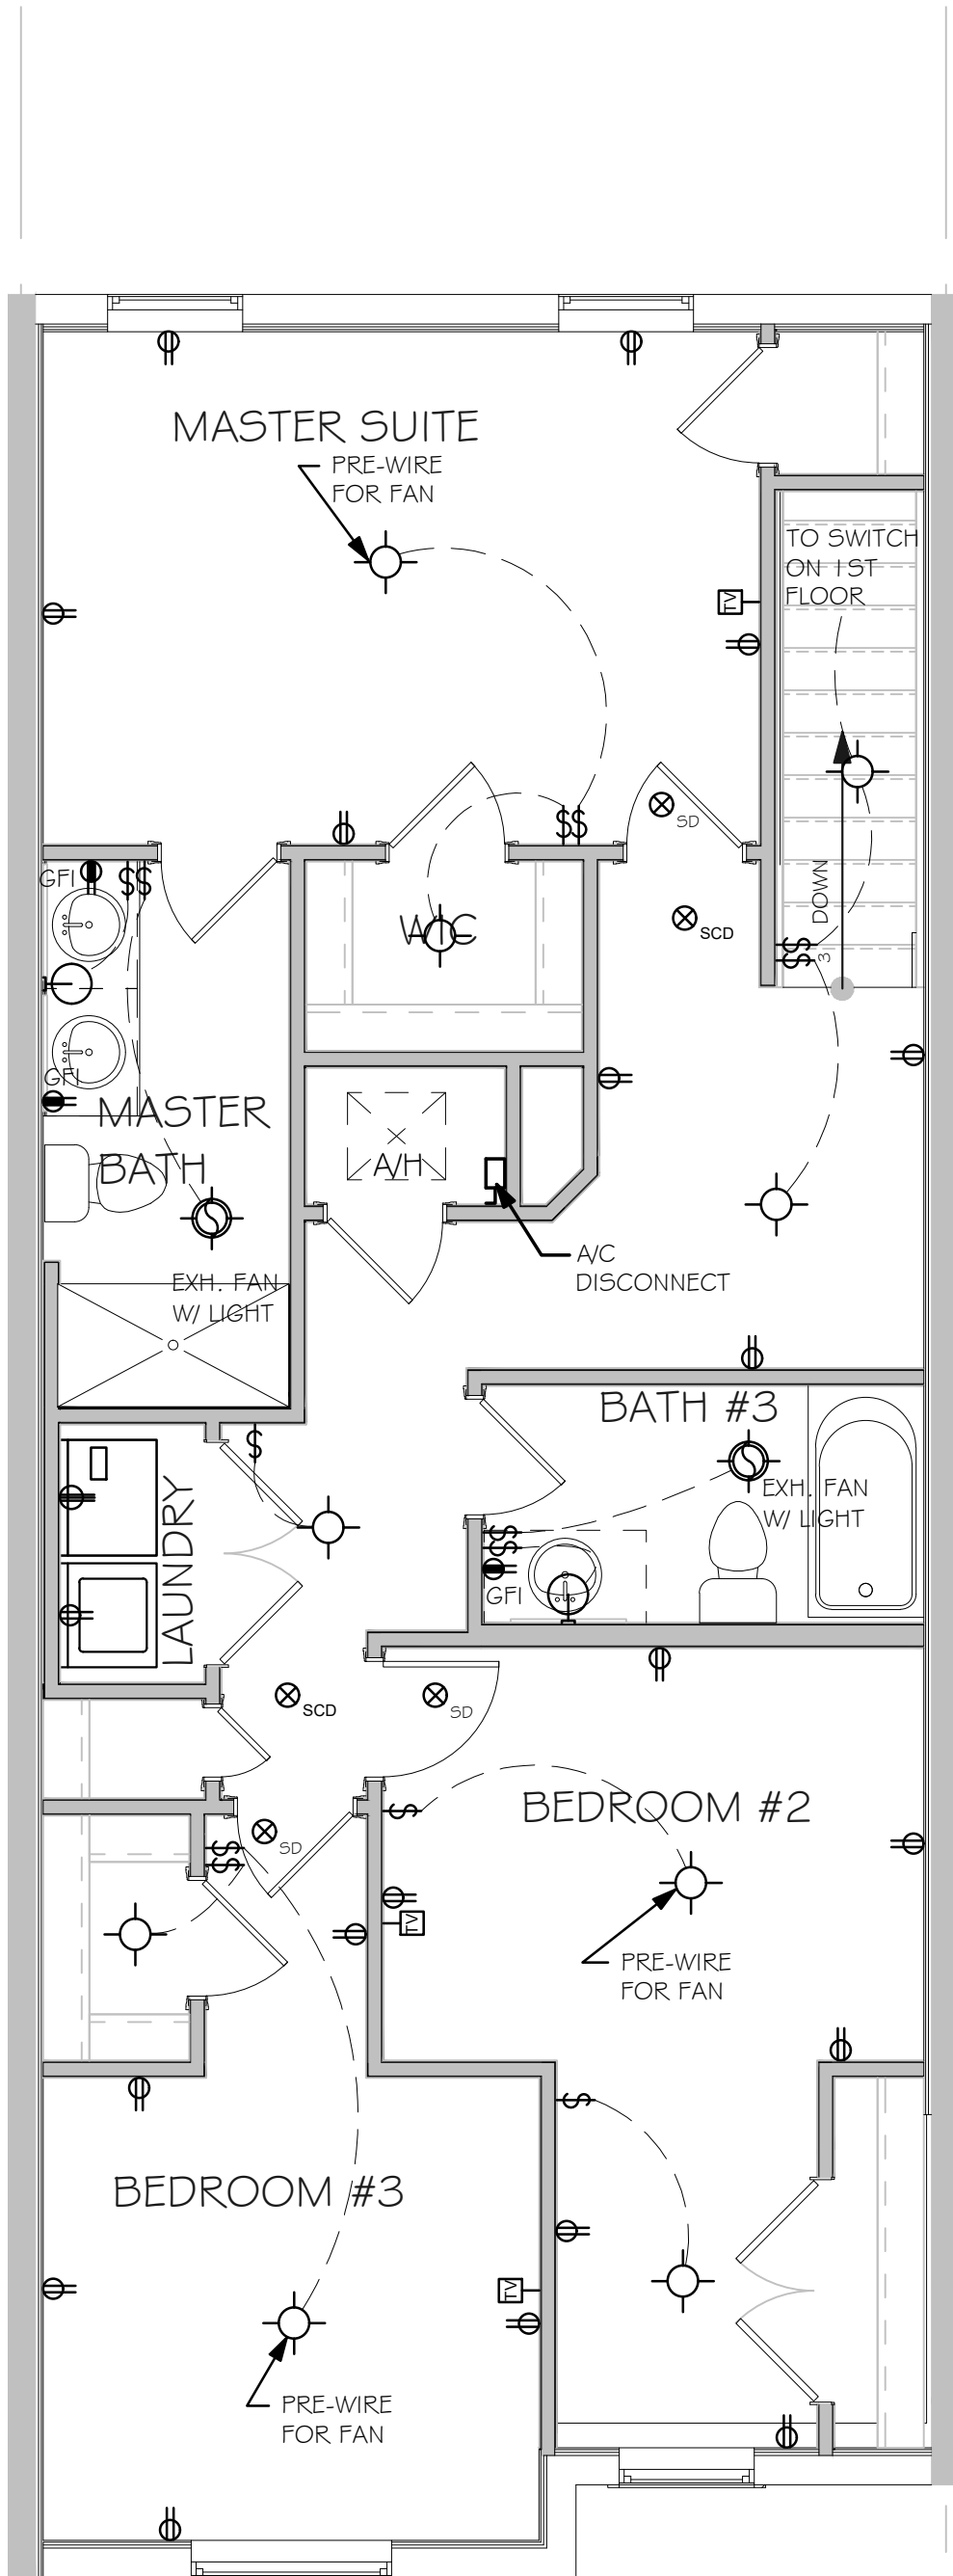 MASTER SUITE
PRE-WIRE
FOR FAN
TO SWITCH
ON 1ST
FLOOR
TV
$$
SD
GFI
$$
DOWN
W/C
SCD
$$
3
GFI
MASTER
BATH
A/H
A/C
DISCONNECT
EXH. FAN
W/ LIGHT
BATH #3
$
EXH. FAN
W/ LIGHT
LAUNDRY
$$
GFI
SCD
SD
BEDROOM #2
$
SD
$$
TV
PRE-WIRE
FOR FAN
$
BEDROOM #3
TV
PRE-WIRE
FOR FAN